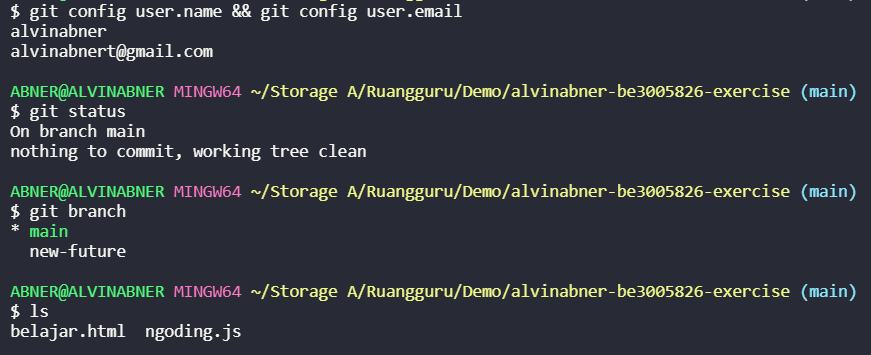 $ git config user.name && git config user.email
alvinabner
alvinabnert@gmail.com
ABNER@ALVINABNER MINGW64 ~/Storage A/Ruangguru/Demo/alvinabner-be3005826-exercise (main)
$ git status
On branch main
nothing to commit, working tree clean
ABNER@ALVINABNER MINGW64 ~/Storage A/Ruangguru/Demo/alvinabner-be3005826-exercise (main)
$ git branch
* main
  new-future
ABNER@ALVINABNER MINGW64 ~/Storage A/Ruangguru/Demo/alvinabner-be3005826-exercise (main)
$ ls
belajar.html  ngoding.js